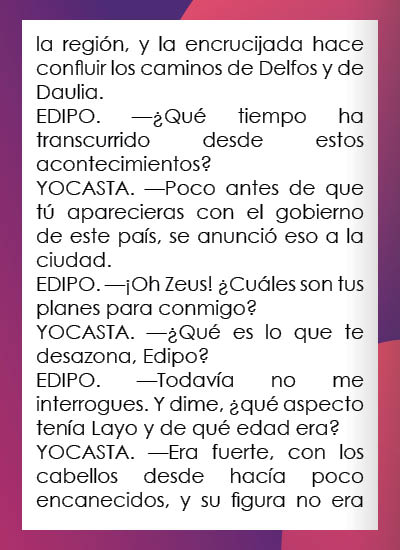 la región, y la encrucijada hace
confluir los caminos de Delfos y de
Daulia.
EDIPO. —¿Qué tiempo ha
transcurrido desde estos
acontecimientos?
YOCASTA. —Poco antes de que
tú aparecieras con el gobierno
de este país, se anunció eso a la
ciudad.
EDIPO. —¡Oh Zeus! ¿Cuáles son tus
planes para conmigo?
YOCASTA. —¿Qué es lo que te
desazona, Edipo?
EDIPO. —Todavía no me
interrogues. Y dime, ¿qué aspecto
tenía Layo y de qué edad era?
YOCASTA. —Era fuerte, con los
cabellos desde hacía poco
encanecidos, y su figura no era